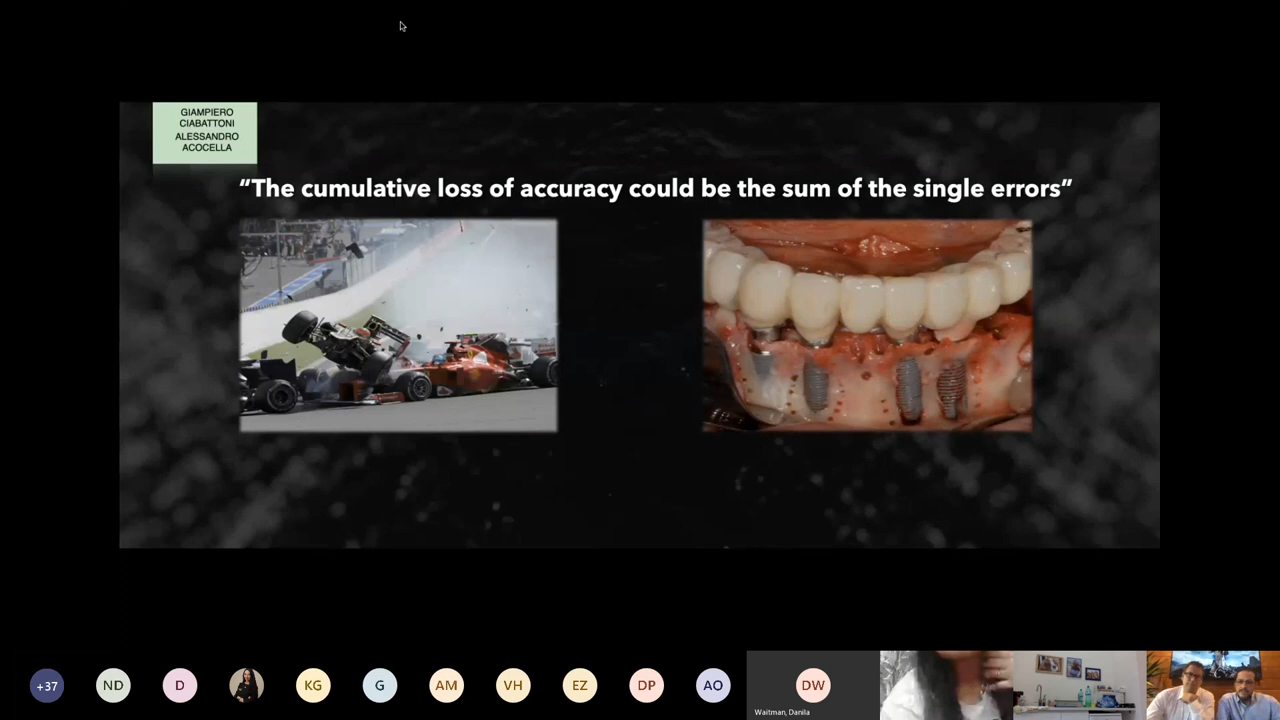 GIAMPIERO
CIABATTONI
ALESSANDRO
ACOCELLA
“The cumulative loss of accuracy could be the sum of the single errors”
+37
ND
D
KG
G
AM
VH
EZ
DP
AO
DW
Waitman, Danila